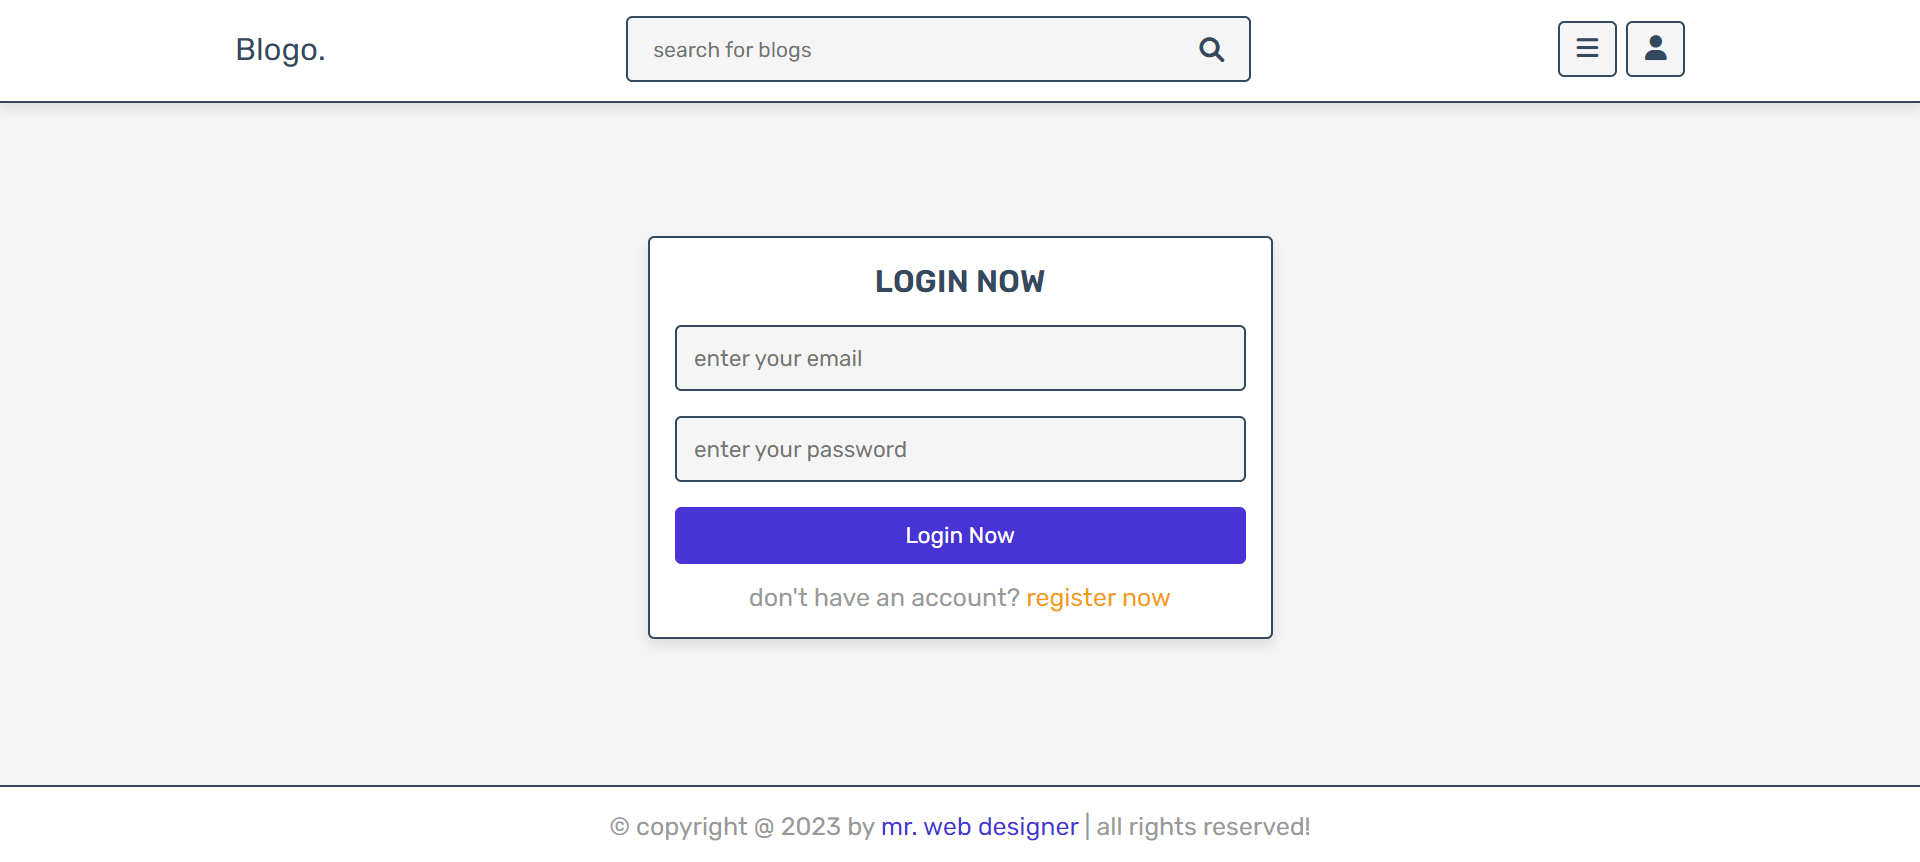 Blogo.
search for blogs
LOGIN NOW
enter your email
enter your password
Login Now
don't have an account? register now
© copyright @ 2023 by mr. web designer | all rights reserved!